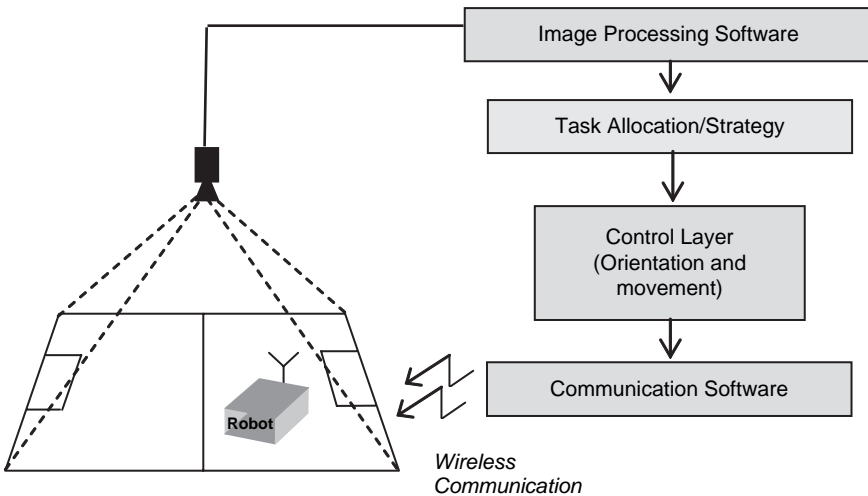 Image Processing Software
Task Allocation/Strategy
Control Layer
(Orientation and
movement)
Communication Software
Robot
Wireless
Communication